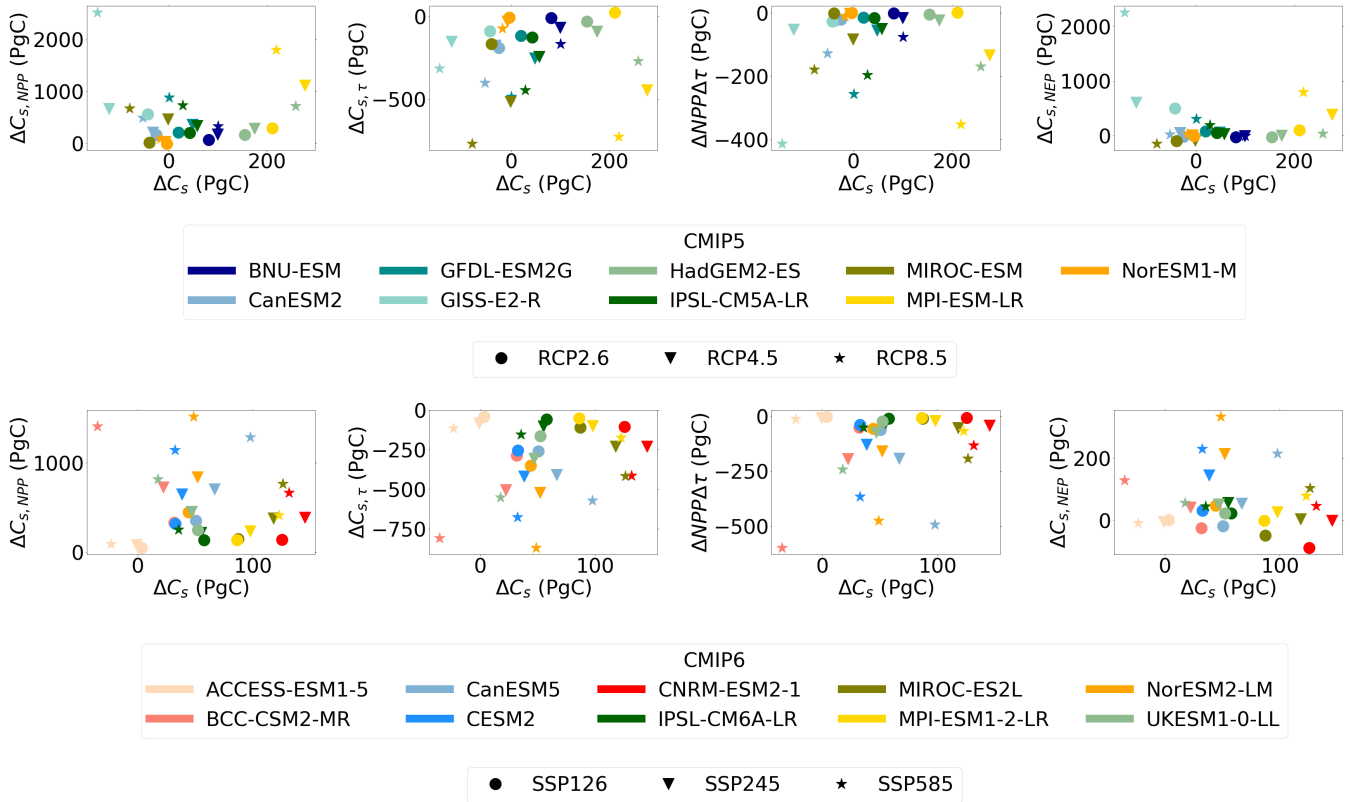 ΔC_{s,NPP} (PgC)
2000
1000
0
0 200
ΔC_s (PgC)
ΔC_{s,τ} (PgC)
0
−500
0 200
ΔC_s (PgC)
ΔNPPΔτ (PgC)
0
−200
−400
0 200
ΔC_s (PgC)
ΔC_{s,NEP} (PgC)
2000
1000
0
0 200
ΔC_s (PgC)
CMIP5
BNU-ESM GFDL-ESM2G HadGEM2-ES MIROC-ESM NorESM1-M
CanESM2 GISS-E2-R IPSL-CM5A-LR MPI-ESM-LR
RCP2.6 RCP4.5 RCP8.5
ΔC_{s,NPP} (PgC)
1000
0
0 100
ΔC_s (PgC)
ΔC_{s,τ} (PgC)
0
−250
−500
−750
0 100
ΔC_s (PgC)
ΔNPPΔτ (PgC)
0
−250
−500
0 100
ΔC_s (PgC)
ΔC_{s,NEP} (PgC)
200
0
0 100
ΔC_s (PgC)
CMIP6
ACCESS-ESM1-5 CanESM5 CNRM-ESM2-1 MIROC-ES2L NorESM2-LM
BCC-CSM2-MR CESM2 IPSL-CM6A-LR MPI-ESM1-2-LR UKESM1-0-LL
SSP126 SSP245 SSP585